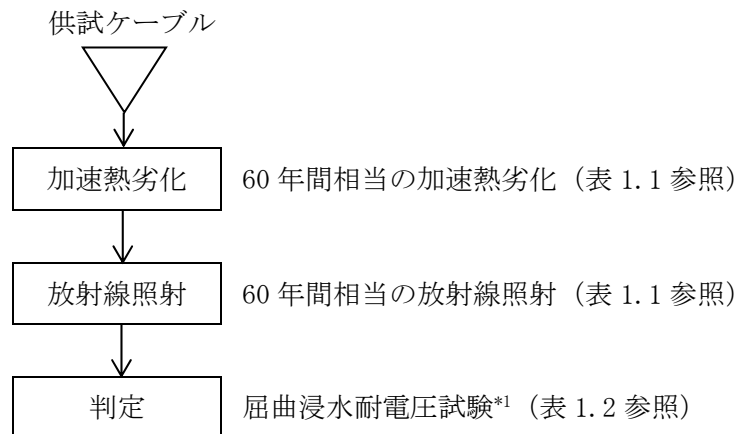 供試ケーブル
加速熱劣化 60 年間相当の加速熱劣化（表 1.1 参照）
放射線照射 60 年間相当の放射線照射（表 1.1 参照）
判定 屈曲浸水耐電圧試験*1（表 1.2 参照）